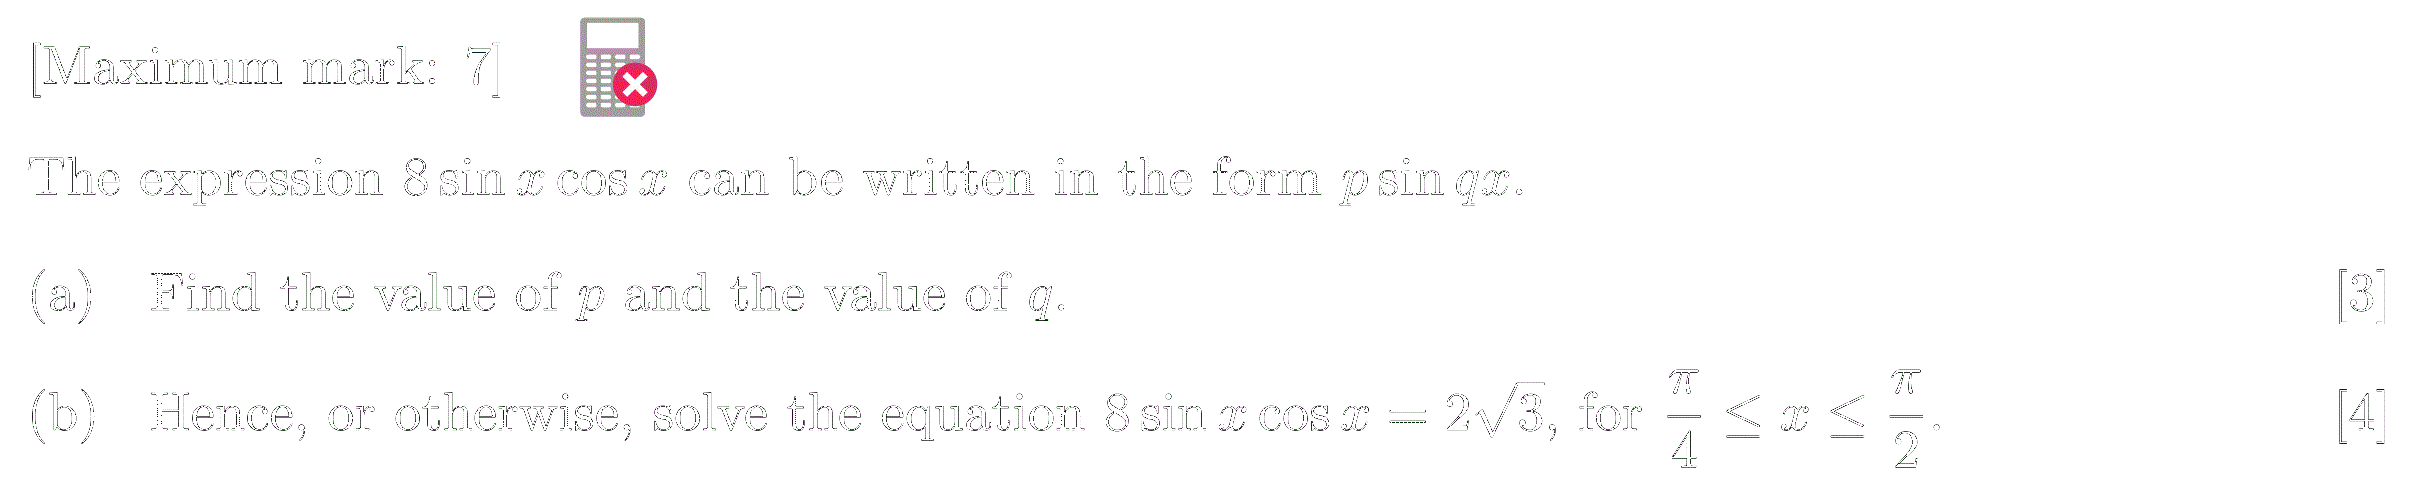 [Maximum mark: 7]
The expression 8 sin x cos x can be written in the form p sin qx.
(a) Find the value of p and the value of q. [3]
(b) Hence, or otherwise, solve the equation 8 sin x cos x = 2√3, for π/4 ≤ x ≤ π/2. [4]